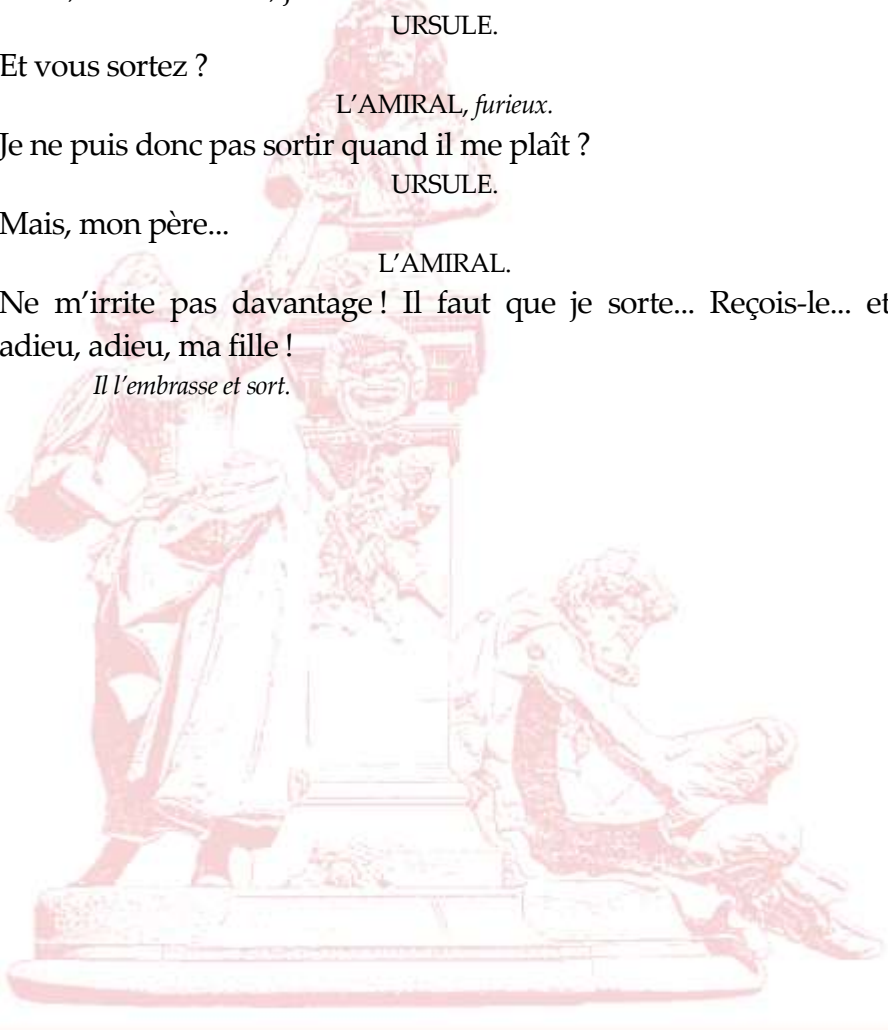 URSULE.
Et vous sortez ?
L’AMIRAL, furieux.
Je ne puis donc pas sortir quand il me plaît ?
URSULE.
Mais, mon père...
L’AMIRAL.
Ne m’irrite pas davantage ! Il faut que je sorte... Reçois-le... et
adieu, adieu, ma fille !
Il l’embrasse et sort.